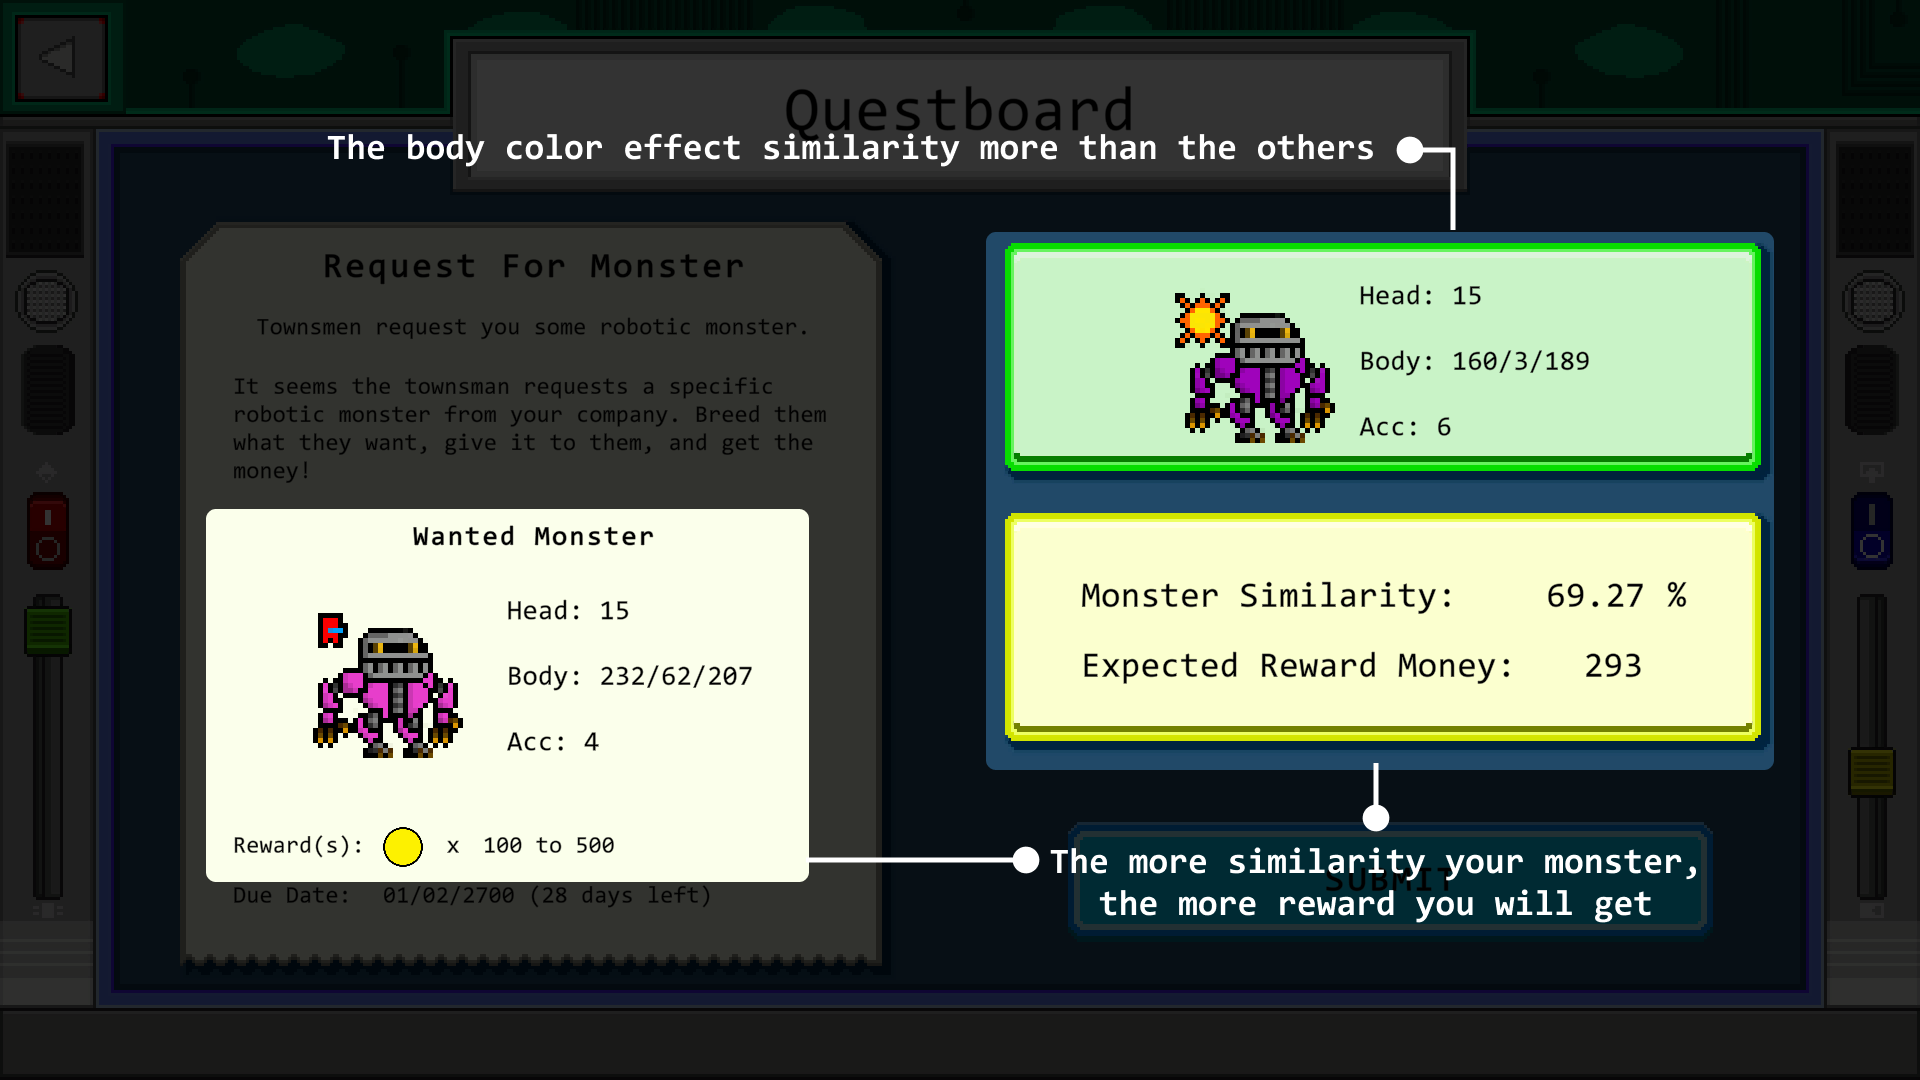 Questboard
The body color effect similarity more than the others
Request For Monster
Townsmen request you some robotic monster.
It seems the townsman requests a specific
robotic monster from your company. Breed them
what they want, give it to them, and get the
money!
Wanted Monster
Head: 15
Body: 232/62/207
Acc: 4
Reward(s): x 100 to 500
Due Date: 01/02/2700 (28 days left)
Head: 15
Body: 160/3/189
Acc: 6
Monster Similarity: 69.27 %
Expected Reward Money: 293
SUBMIT
The more similarity your monster,
the more reward you will get